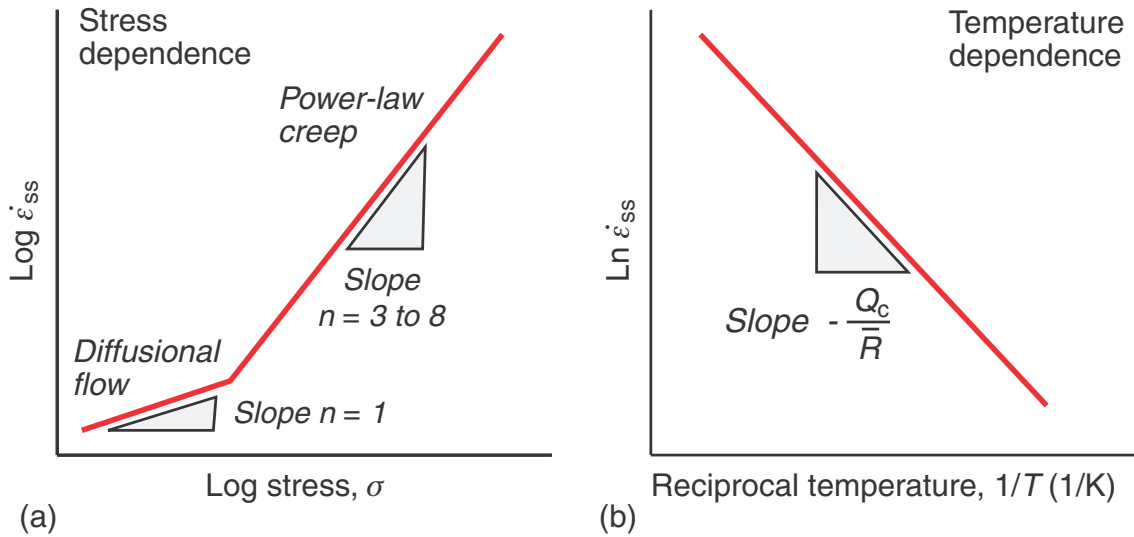 Stress
dependence
Power-law
creep
Log ε̇ss
Slope
n = 3 to 8
Diffusional
flow
Slope n = 1
Log stress, σ
(a)
Temperature
dependence
Ln ε̇ss
Slope - Qc
R̄
Reciprocal temperature, 1/T (1/K)
(b)